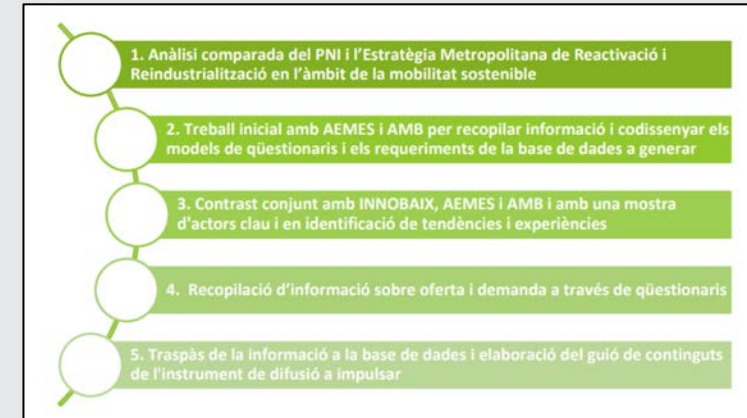 1. Anàlisi comparada del PNI i l'Estratègia Metropolitana de Reactivació i
Reindustrialització en l'àmbit de la mobilitat sostenible
2. Treball inicial amb AEMES i AMB per recopilar informació i codissenyar els
models de qüestionaris i els requeriments de la base de dades a generar
3. Contrast conjunt amb INNOBAIX, AEMES i AMB i amb una mostra
d'actors clau i en identificació de tendències i experiències
4. Recopilació d'informació sobre oferta i demanda a través de qüestionaris
5. Traspàs de la informació a la base de dades i elaboració del guió de continguts
de l'instrument de difusió a impulsar